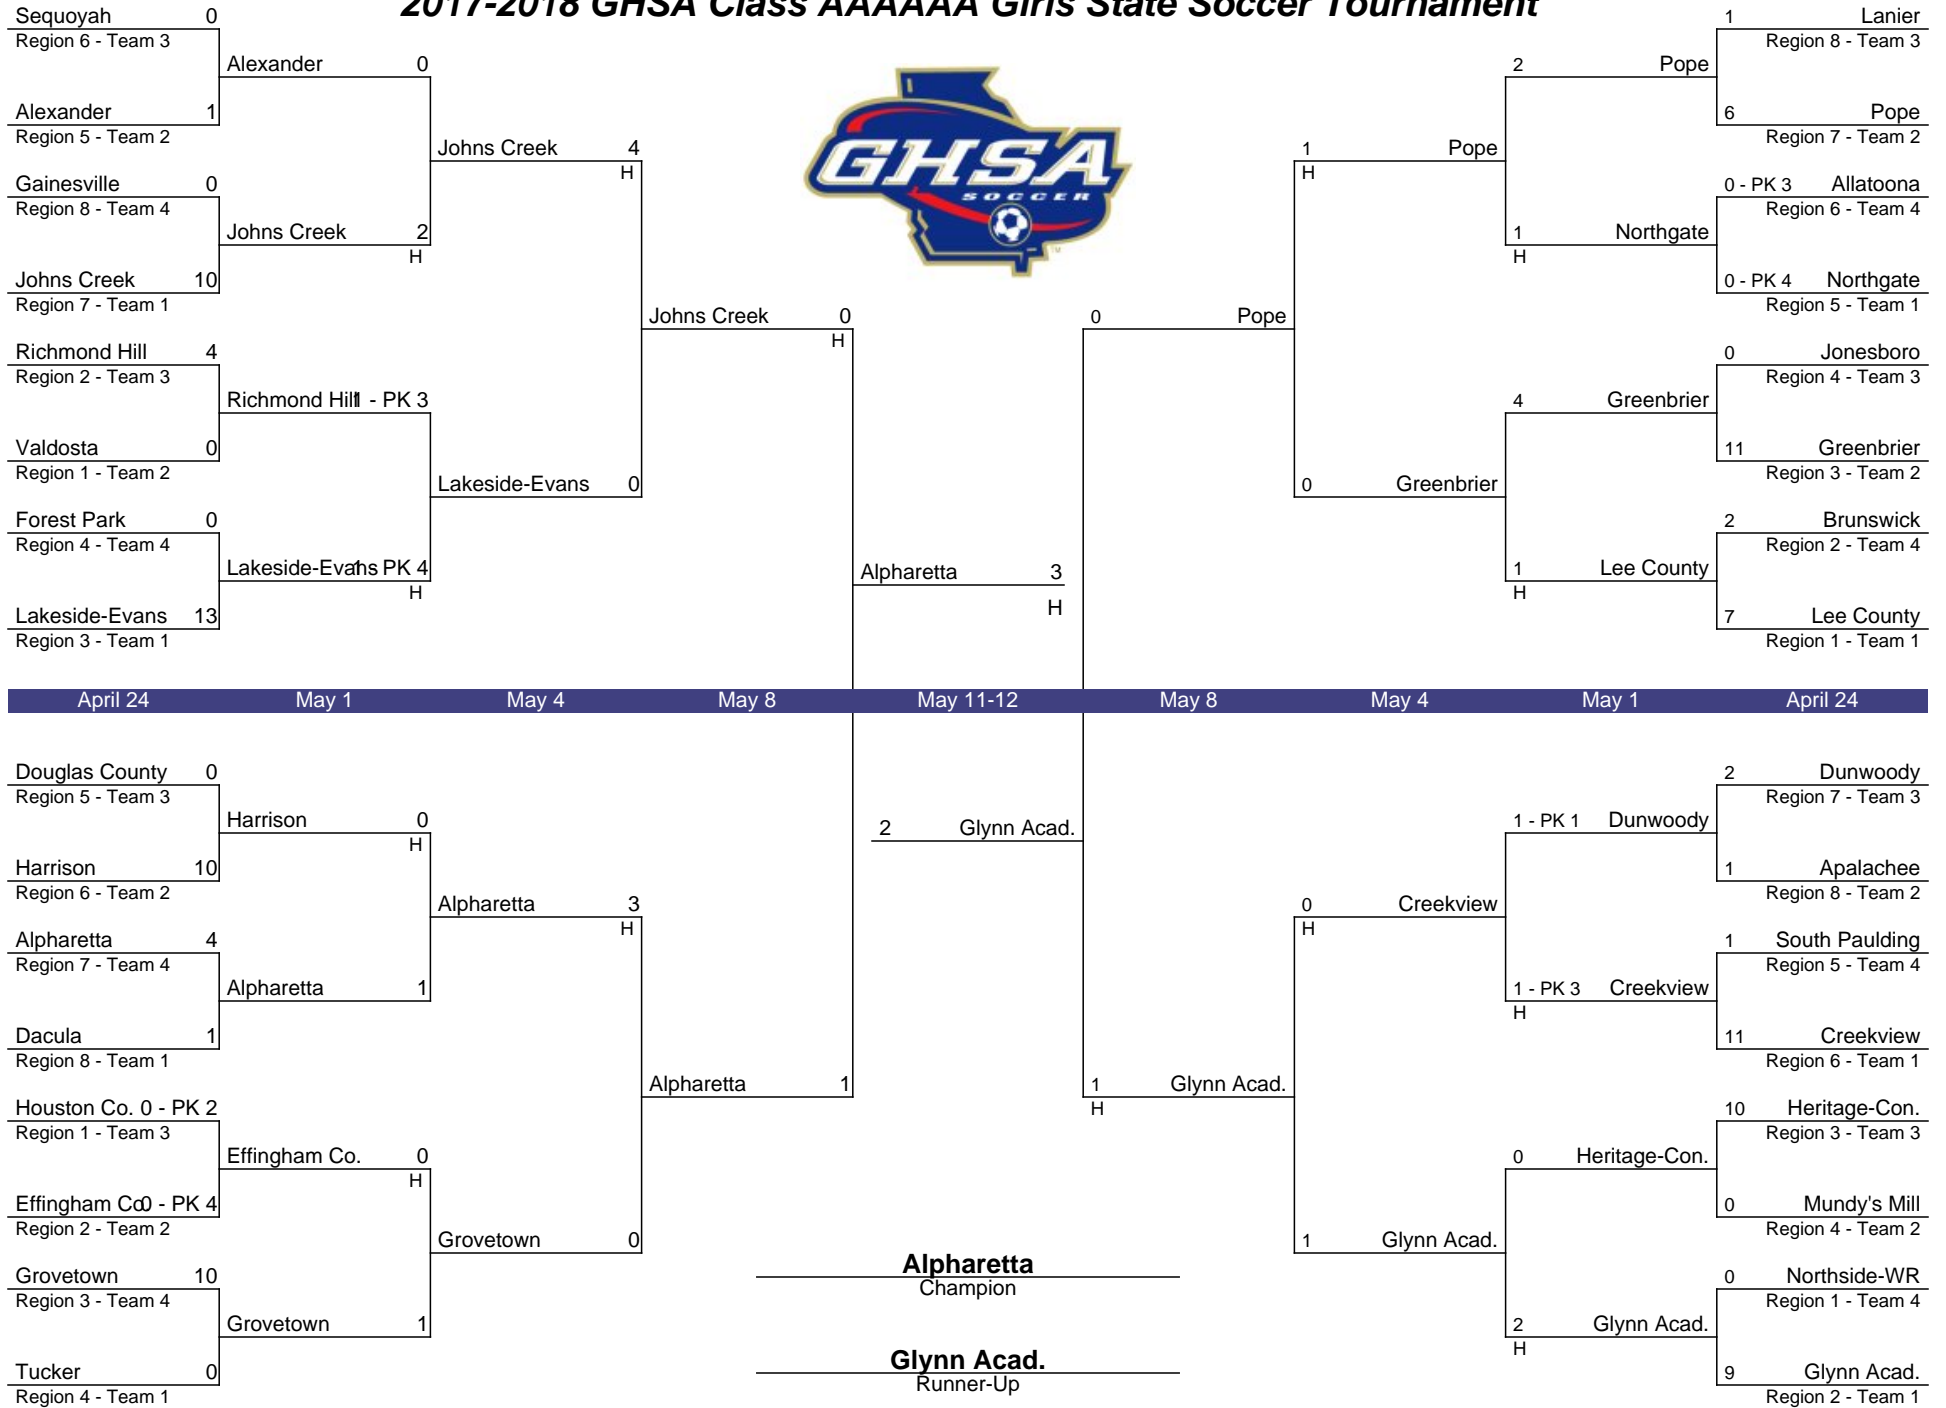 2017-2018 GHSA Class AAAAAA Girls State Soccer Tournament
Sequoyah 0
Region 6 - Team 3
Alexander 0
Alexander 1
Region 5 - Team 2
Johns Creek 4
H
Gainesville 0
Region 8 - Team 4
Johns Creek 2
H
Johns Creek 10
Region 7 - Team 1
Johns Creek 0
H
Richmond Hill 4
Region 2 - Team 3
Richmond Hill 1 - PK 3
Valdosta 0
Region 1 - Team 2
Lakeside-Evans 0
Forest Park 0
Region 4 - Team 4
Lakeside-Evans 1 PK 4
H
Lakeside-Evans 13
Region 3 - Team 1
GHSA
SOCCER
TM
Alpharetta 3
H
1 Lanier
Region 8 - Team 3
2 Pope
6 Pope
Region 7 - Team 2
1 Pope
H
0 - PK 3 Allatoona
Region 6 - Team 4
1 Northgate
H
0 - PK 4 Northgate
Region 5 - Team 1
0 Pope
0 Jonesboro
Region 4 - Team 3
4 Greenbrier
11 Greenbrier
Region 3 - Team 2
0 Greenbrier
2 Brunswick
Region 2 - Team 4
1 Lee County
H
7 Lee County
Region 1 - Team 1
April 24 May 1 May 4 May 8 May 11-12 May 8 May 4 May 1 April 24
Douglas County 0
Region 5 - Team 3
Harrison 0
H
Harrison 10
Region 6 - Team 2
Alpharetta 3
H
Alpharetta 4
Region 7 - Team 4
Alpharetta 1
Dacula 1
Region 8 - Team 1
Alpharetta 1
Houston Co. 0 - PK 2
Region 1 - Team 3
Effingham Co. 0
H
Effingham Co. 0 - PK 4
Region 2 - Team 2
Grovetown 0
Grovetown 10
Region 3 - Team 4
Grovetown 1
Tucker 0
Region 4 - Team 1
2 Glynn Acad.
2 Dunwoody
Region 7 - Team 3
1 - PK 1 Dunwoody
1 Apalachee
Region 8 - Team 2
0 Creekview
H
1 South Paulding
Region 5 - Team 4
1 - PK 3 Creekview
H
11 Creekview
Region 6 - Team 1
1 Glynn Acad.
H
10 Heritage-Con.
Region 3 - Team 3
0 Heritage-Con.
0 Mundy's Mill
Region 4 - Team 2
1 Glynn Acad.
0 Northside-WR
Region 1 - Team 4
2 Glynn Acad.
H
9 Glynn Acad.
Region 2 - Team 1
Alpharetta
Champion
Glynn Acad.
Runner-Up